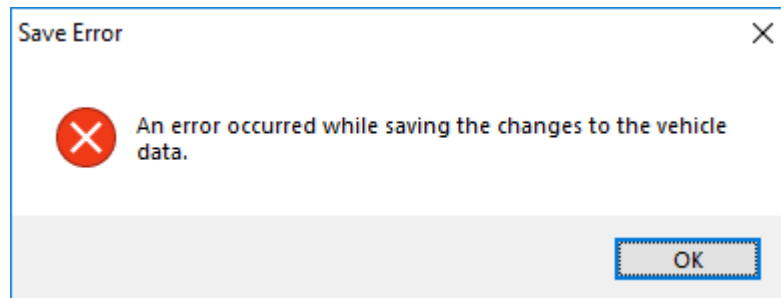 Save Error
An error occurred while saving the changes to the vehicle
data.
OK